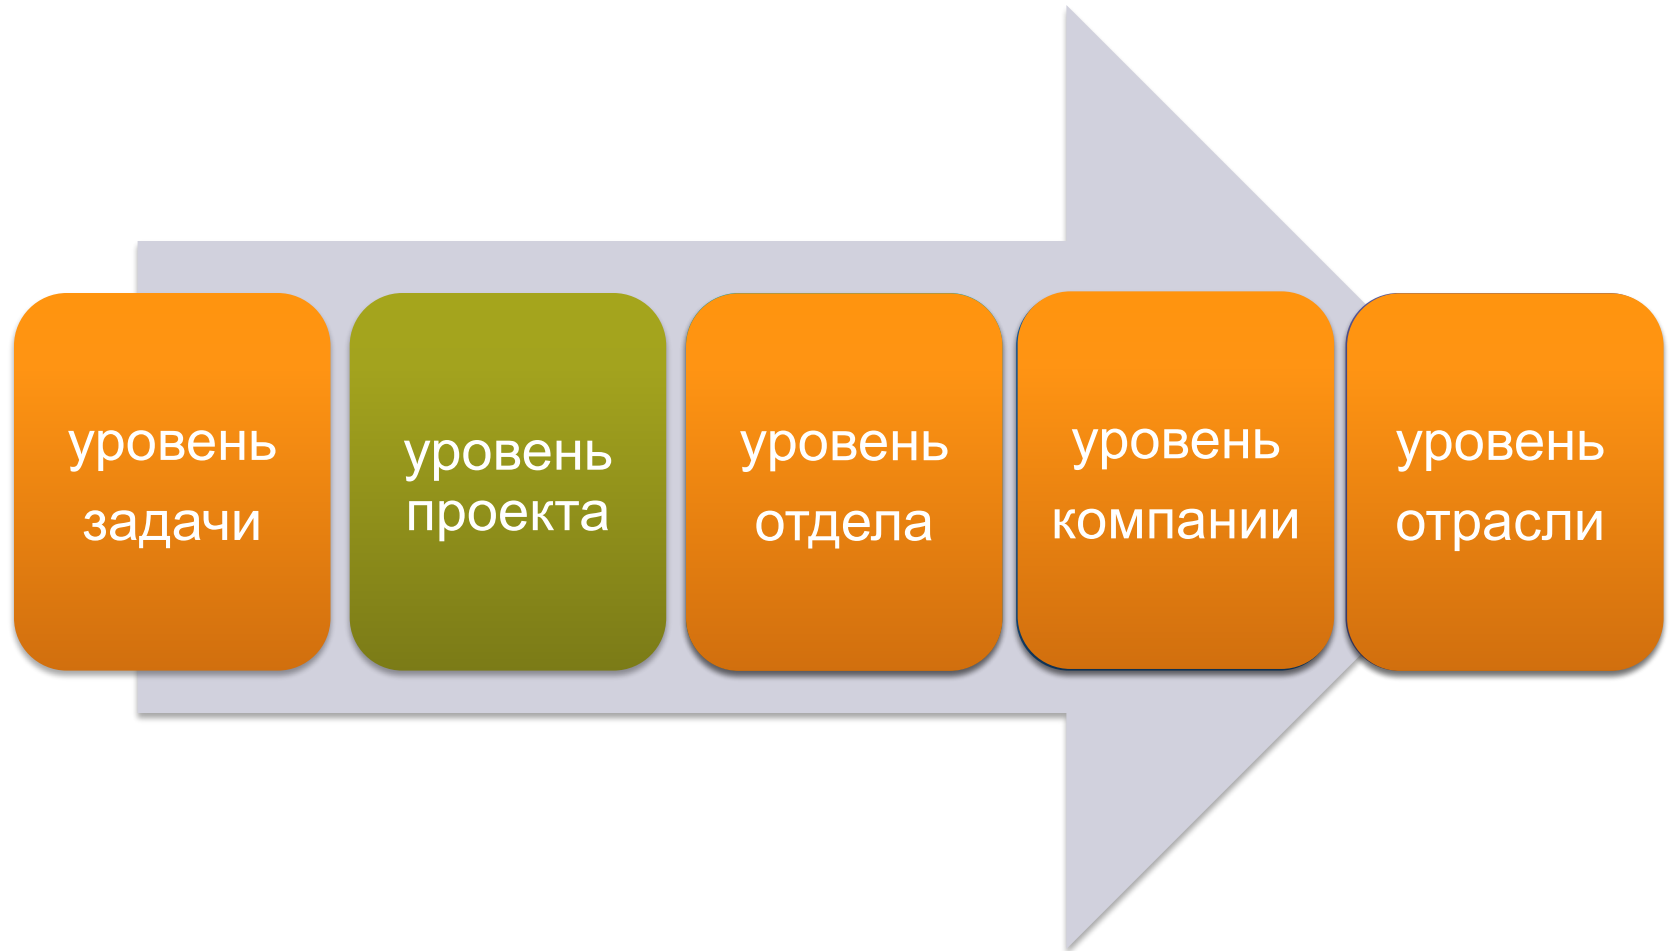 уровень
задачи
уровень
проекта
уровень
отдела
уровень
компании
уровень
отрасли